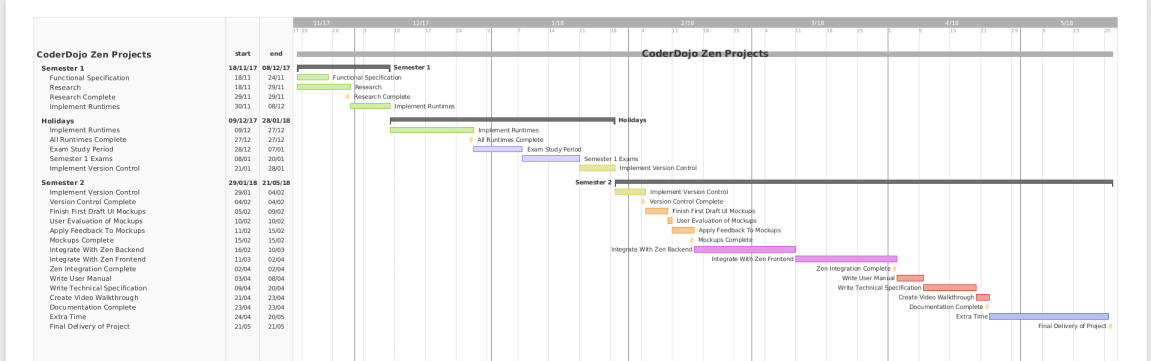 11/17 12/17 1/18 2/18 3/18 4/18 5/18
CoderDojo Zen Projects start end CoderDojo Zen Projects
Semester 1 18/11/17 08/12/17 Semester 1
Functional Specification 18/11 24/11 Functional Specification
Research 18/11 29/11 Research
Research Complete 29/11 29/11 Research Complete
Implement Runtimes 30/11 08/12 Implement Runtimes
Holidays 09/12/17 28/01/18 Holidays
Implement Runtimes 09/12 27/12 Implement Runtimes
All Runtimes Complete 27/12 27/12 All Runtimes Complete
Exam Study Period 28/12 07/01 Exam Study Period
Semester 1 Exams 08/01 20/01 Semester 1 Exams
Implement Version Control 21/01 28/01 Implement Version Control
Semester 2 29/01/18 21/05/18 Semester 2
Implement Version Control 29/01 04/02 Implement Version Control
Version Control Complete 04/02 04/02 Version Control Complete
Finish First Draft UI Mockups 05/02 09/02 Finish First Draft UI Mockups
User Evaluation of Mockups 10/02 10/02 User Evaluation of Mockups
Apply Feedback To Mockups 11/02 15/02 Apply Feedback To Mockups
Mockups Complete 15/02 15/02 Mockups Complete
Integrate With Zen Backend 16/02 10/03 Integrate With Zen Backend
Integrate With Zen Frontend 11/03 02/04 Integrate With Zen Frontend
Zen Integration Complete 02/04 02/04 Zen Integration Complete
Write User Manual 03/04 08/04 Write User Manual
Write Technical Specification 09/04 20/04 Write Technical Specification
Create Video Walkthrough 21/04 23/04 Create Video Walkthrough
Documentation Complete 23/04 23/04 Documentation Complete
Extra Time 24/04 20/05 Extra Time
Final Delivery of Project 21/05 21/05 Final Delivery of Project